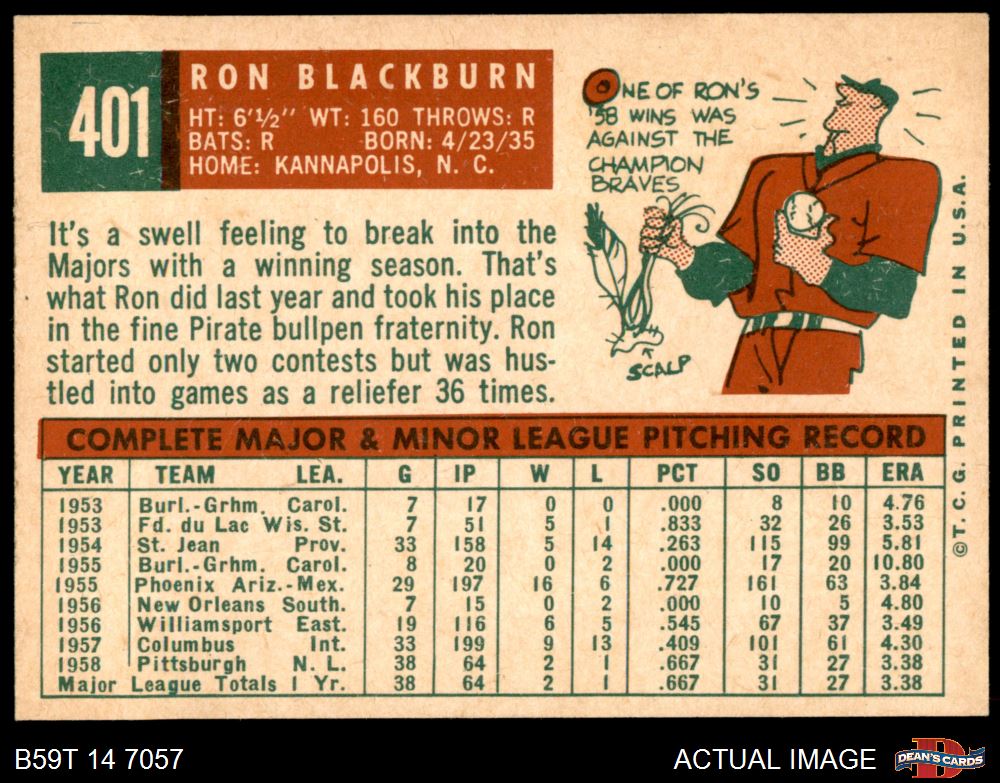 401
RON BLACKBURN
HT: 6'½" WT: 160 THROWS: R
BATS: R BORN: 4/23/35
HOME: KANNAPOLIS, N. C.
ONE OF RON'S
'58 WINS WAS
AGAINST THE
CHAMPION
BRAVES
SCALP
It's a swell feeling to break into the
Majors with a winning season. That's
what Ron did last year and took his place
in the fine Pirate bullpen fraternity. Ron
started only two contests but was hus-
tled into games as a reliefer 36 times.
©T. C. G. PRINTED IN U.S.A.
COMPLETE MAJOR & MINOR LEAGUE PITCHING RECORD
YEAR TEAM LEA. G IP W L PCT SO BB ERA
1953 Burl.-Grhm. Carol. 7 17 0 0 .000 8 10 4.76
1953 Fd. du Lac Wis. St. 7 51 5 1 .833 32 26 3.53
1954 St. Jean Prov. 33 158 5 14 .263 115 99 5.81
1955 Burl.-Grhm. Carol. 8 20 0 2 .000 17 20 10.80
1955 Phoenix Ariz.-Mex. 29 197 16 6 .727 161 63 3.84
1956 New Orleans South. 7 15 0 2 .000 10 5 4.80
1956 Williamsport East. 19 116 6 5 .545 67 37 3.49
1957 Columbus Int. 33 199 9 13 .409 101 61 4.30
1958 Pittsburgh N. L. 38 64 2 1 .667 31 27 3.38
Major League Totals 1 Yr. 38 64 2 1 .667 31 27 3.38
B59T 14 7057
ACTUAL IMAGE
DEAN'S CARDS